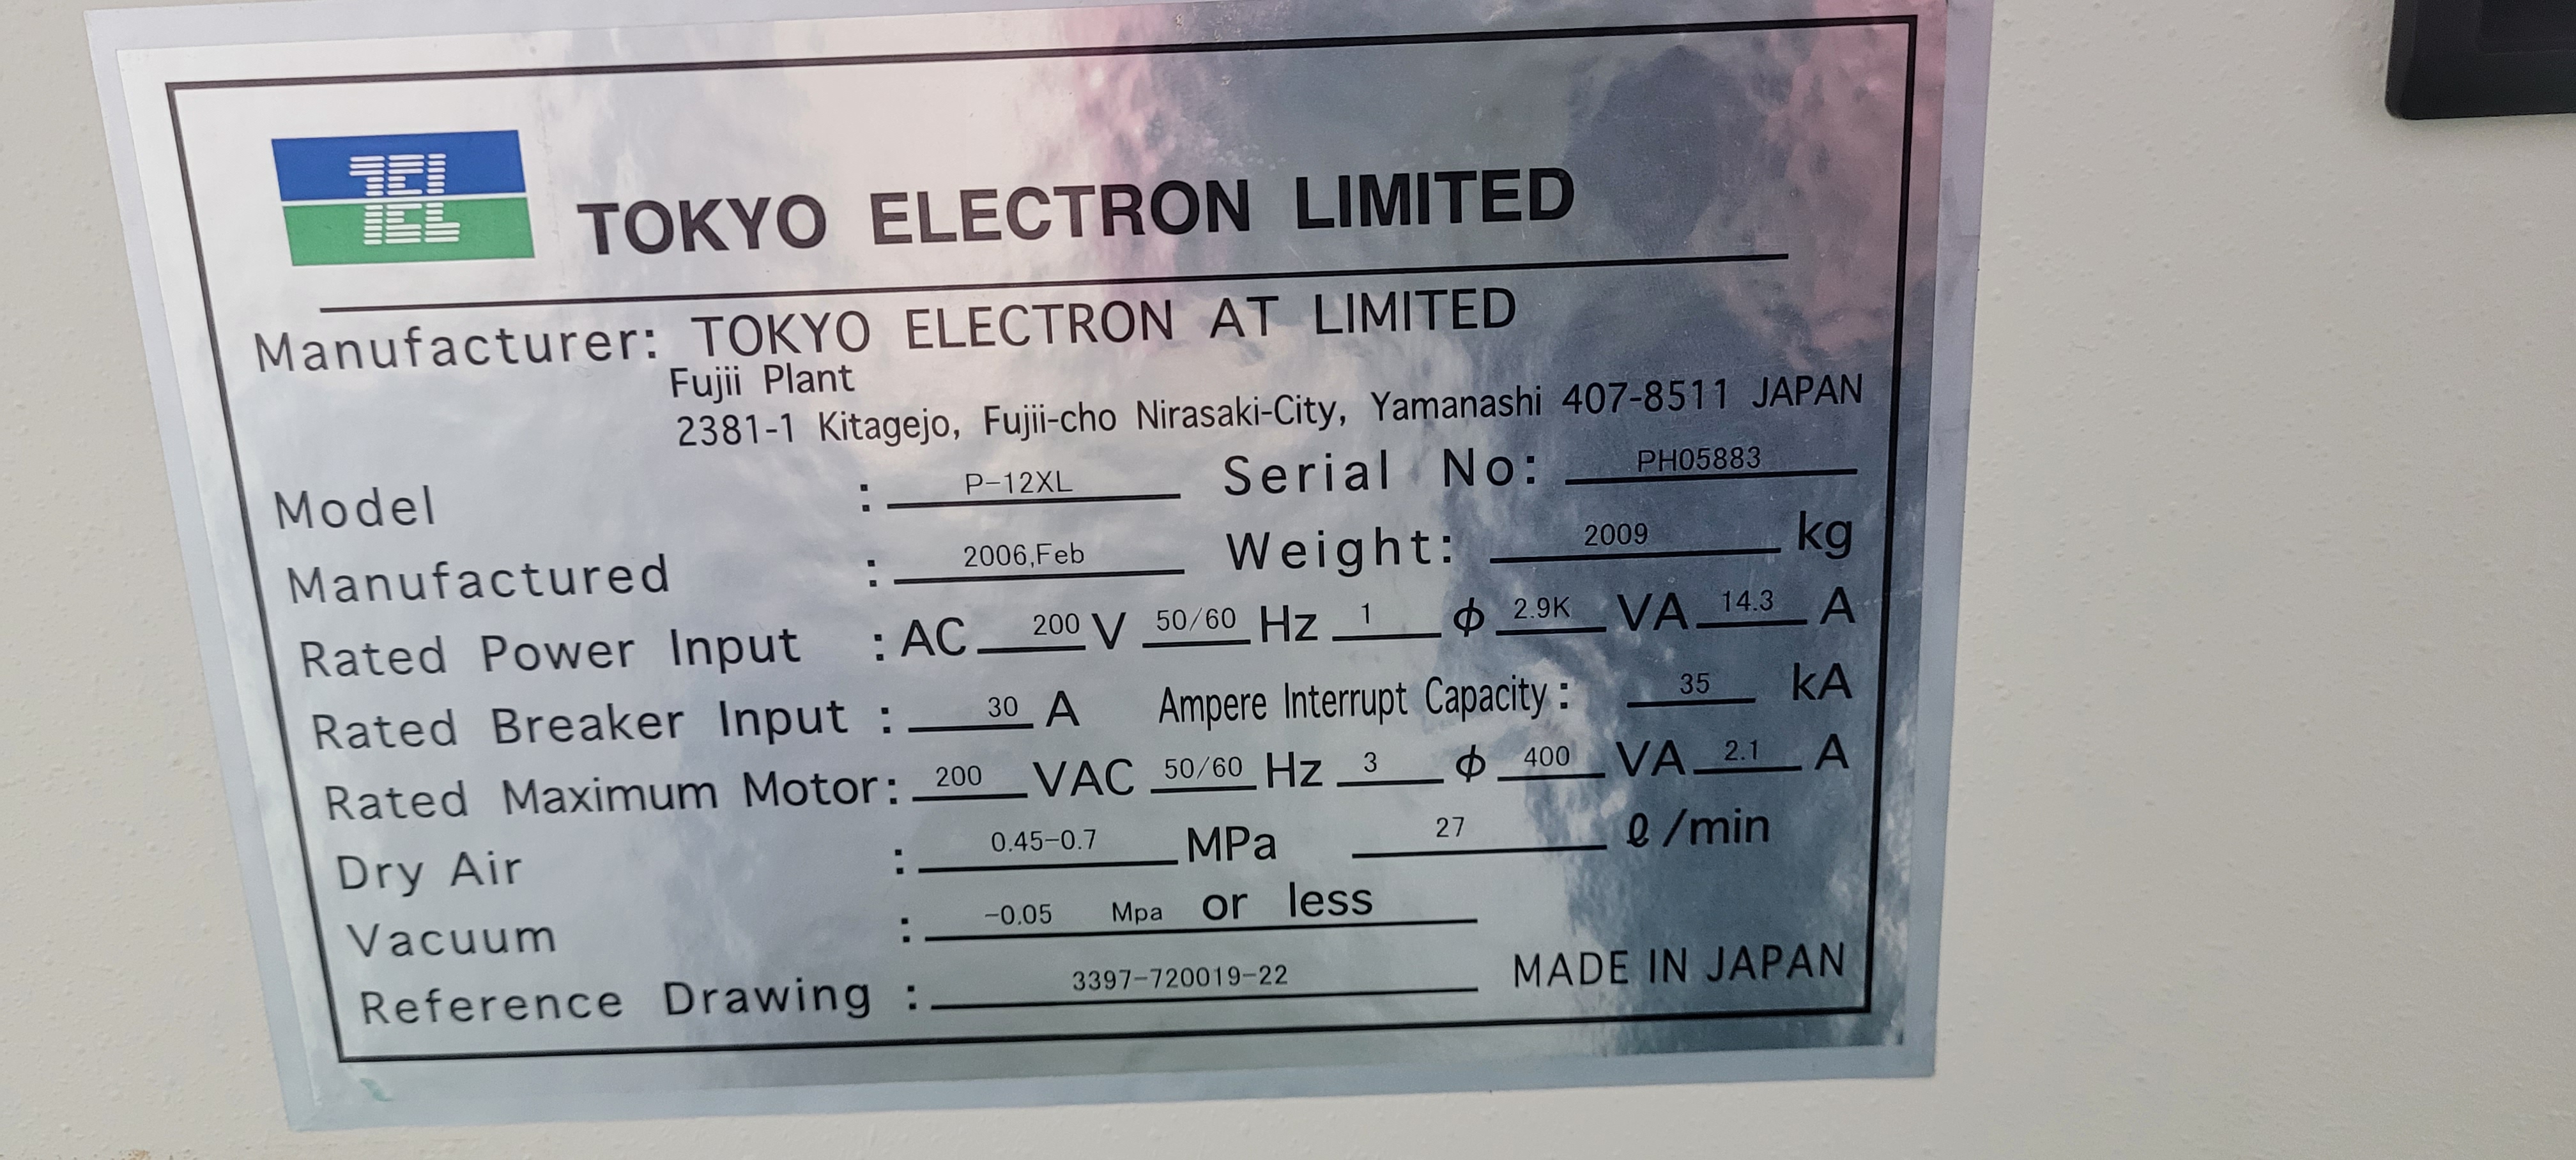 TEL
TOKYO ELECTRON LIMITED
Manufacturer: TOKYO ELECTRON AT LIMITED
Fujii Plant
2381-1 Kitagejo, Fujii-cho Nirasaki-City, Yamanashi 407-8511 JAPAN
Model : P-12XL Serial No: PH05883
Manufactured : 2006,Feb Weight: 2009 kg
Rated Power Input : AC 200 V 50/60 Hz 1 ϕ 2.9K VA 14.3 A
Rated Breaker Input : 30 A Ampere Interrupt Capacity : 35 kA
Rated Maximum Motor: 200 VAC 50/60 Hz 3 ϕ 400 VA 2.1 A
Dry Air : 0.45-0.7 MPa 27 ℓ/min
Vacuum : -0.05 Mpa or less
Reference Drawing : 3397-720019-22 MADE IN JAPAN